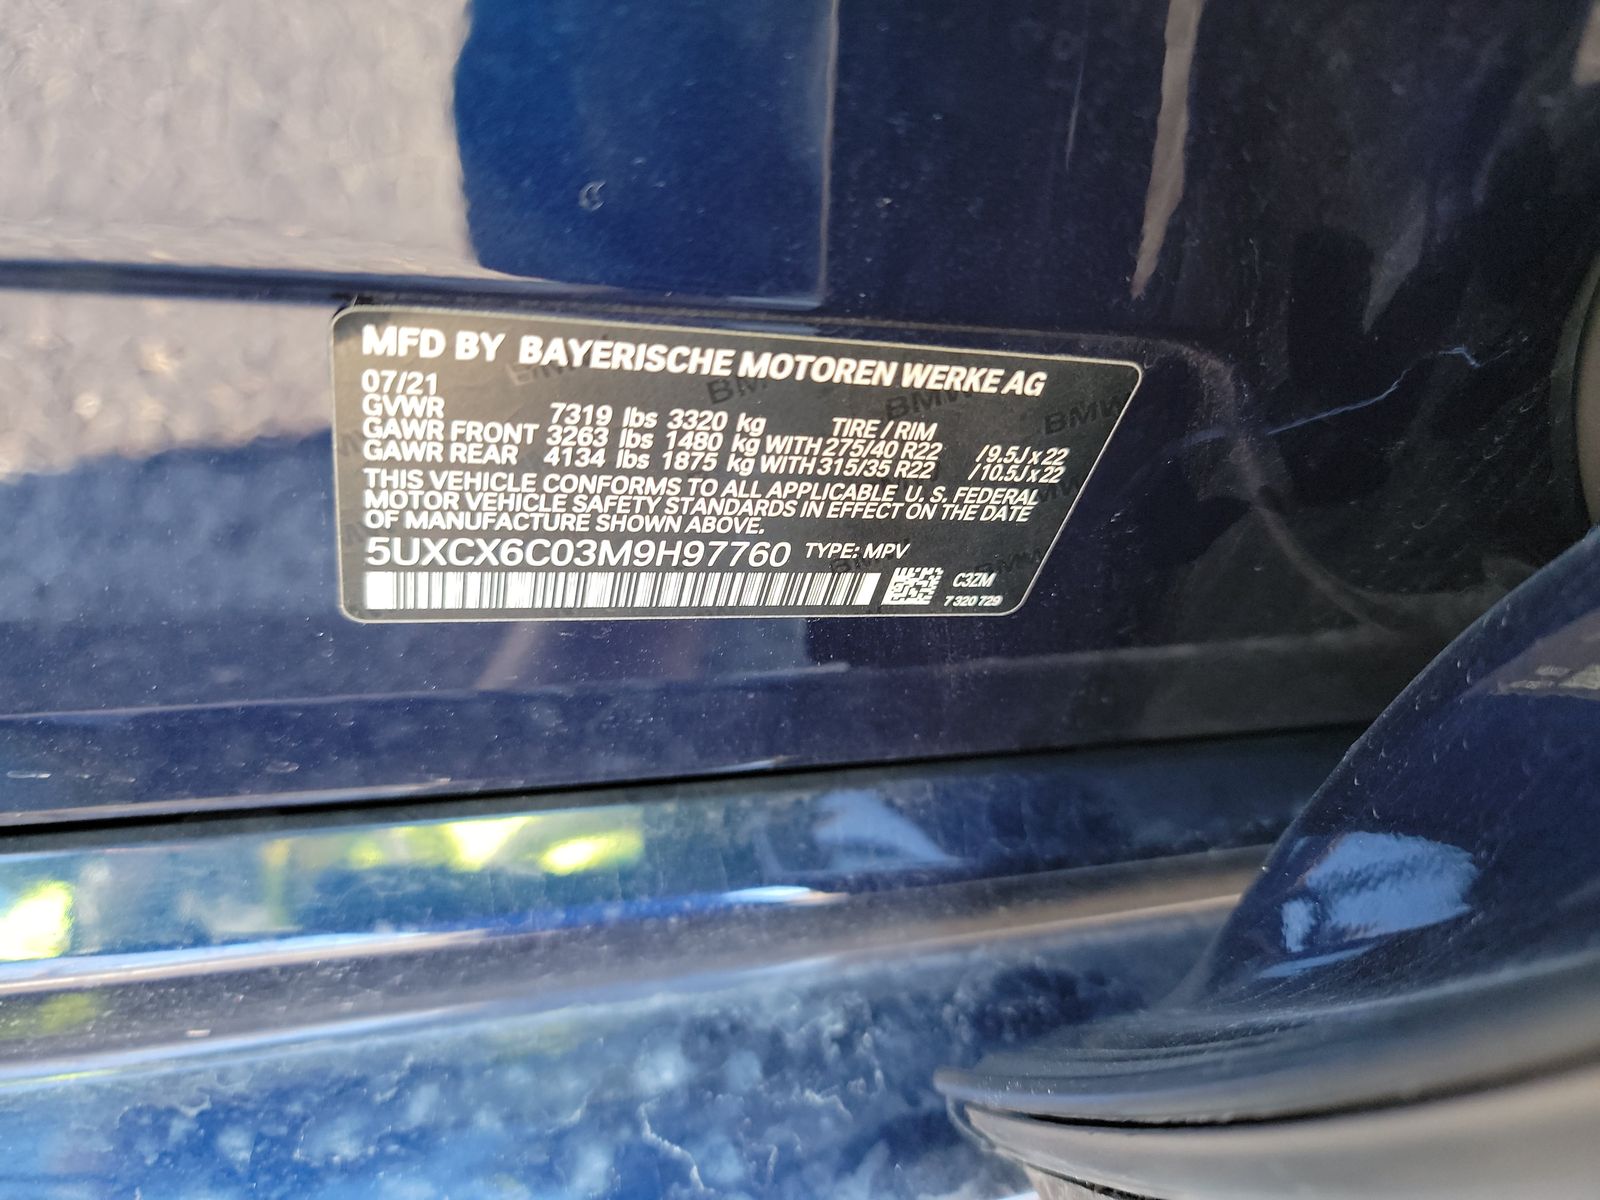 MFD BY BAYERISCHE MOTOREN WERKE AG
07/21
GVWR 7319 lbs 3320 kg TIRE / RIM
GAWR FRONT 3263 lbs 1480 kg WITH 275/40 R22 / 9.5J x 22
GAWR REAR 4134 lbs 1875 kg WITH 315/35 R22 / 10.5J x 22
THIS VEHICLE CONFORMS TO ALL APPLICABLE U. S. FEDERAL
MOTOR VEHICLE SAFETY STANDARDS IN EFFECT ON THE DATE
OF MANUFACTURE SHOWN ABOVE.
5UXCX6C03M9H97760 TYPE: MPV
C3ZM
7 320 729